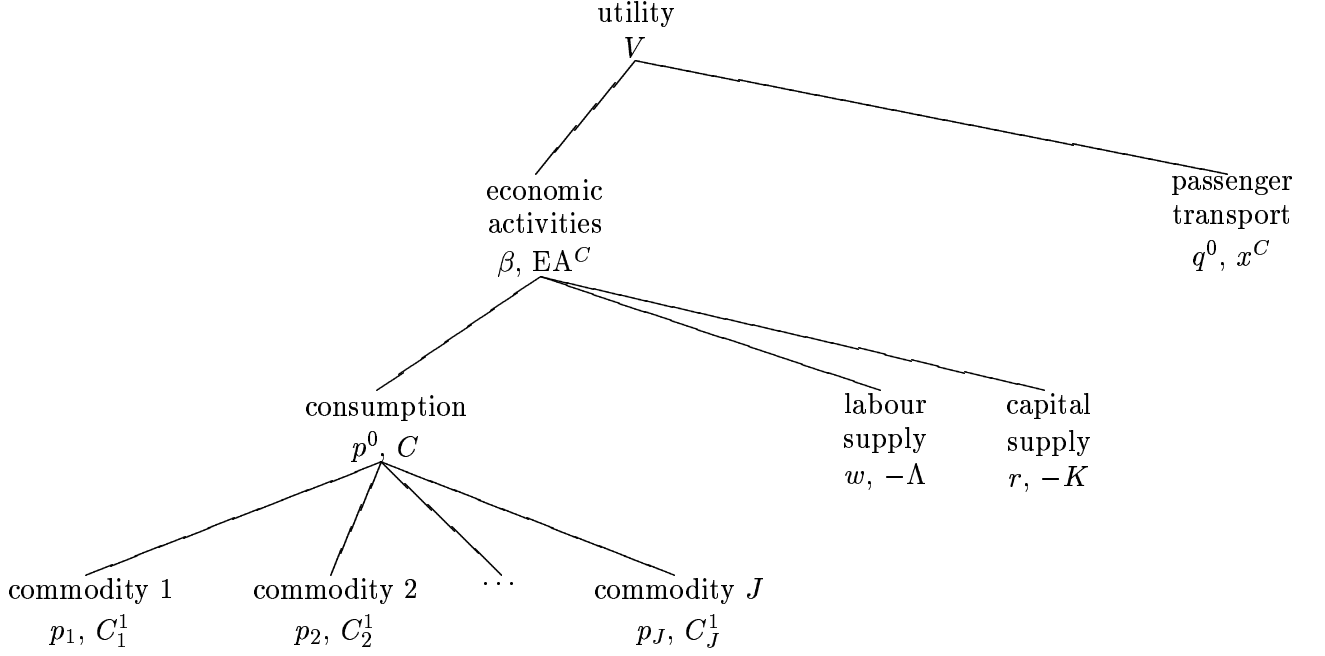 utility
V
economic
activities
β, EA^C
passenger
transport
q^0, x^C
consumption
p^0, C
labour
supply
w, −Λ
capital
supply
r, −K
commodity 1
p_1, C_1^1
commodity 2
p_2, C_2^1
···
commodity J
p_J, C_J^1